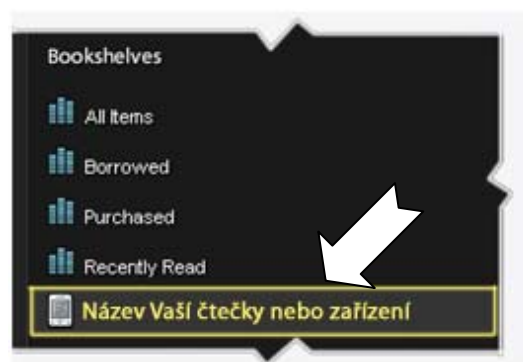 Bookshelves
All Items
Borrowed
Purchased
Recently Read
Název Vaší čtečky nebo zařízení